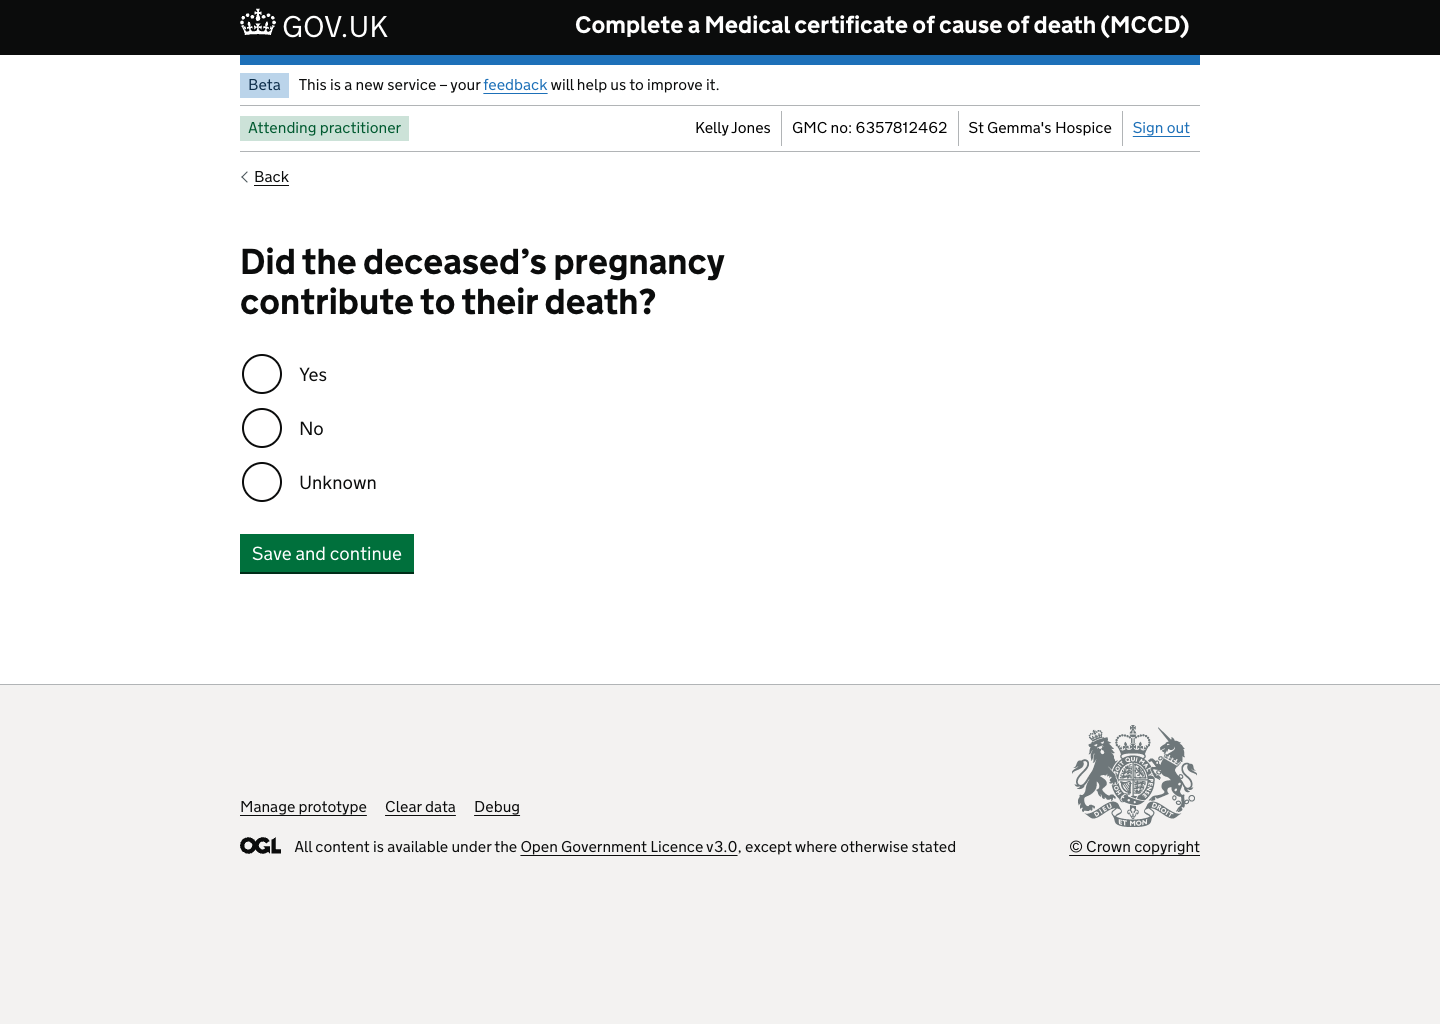 GOV.UK
Complete a Medical certificate of cause of death (MCCD)
Beta
This is a new service – your feedback will help us to improve it.
Attending practitioner
Kelly Jones
GMC no: 6357812462
St Gemma's Hospice
Sign out
Back
Did the deceased’s pregnancy
contribute to their death?
Yes
No
Unknown
Save and continue
Manage prototype
Clear data
Debug
OGL
All content is available under the Open Government Licence v3.0, except where otherwise stated
DIEU ET MON DROIT
© Crown copyright